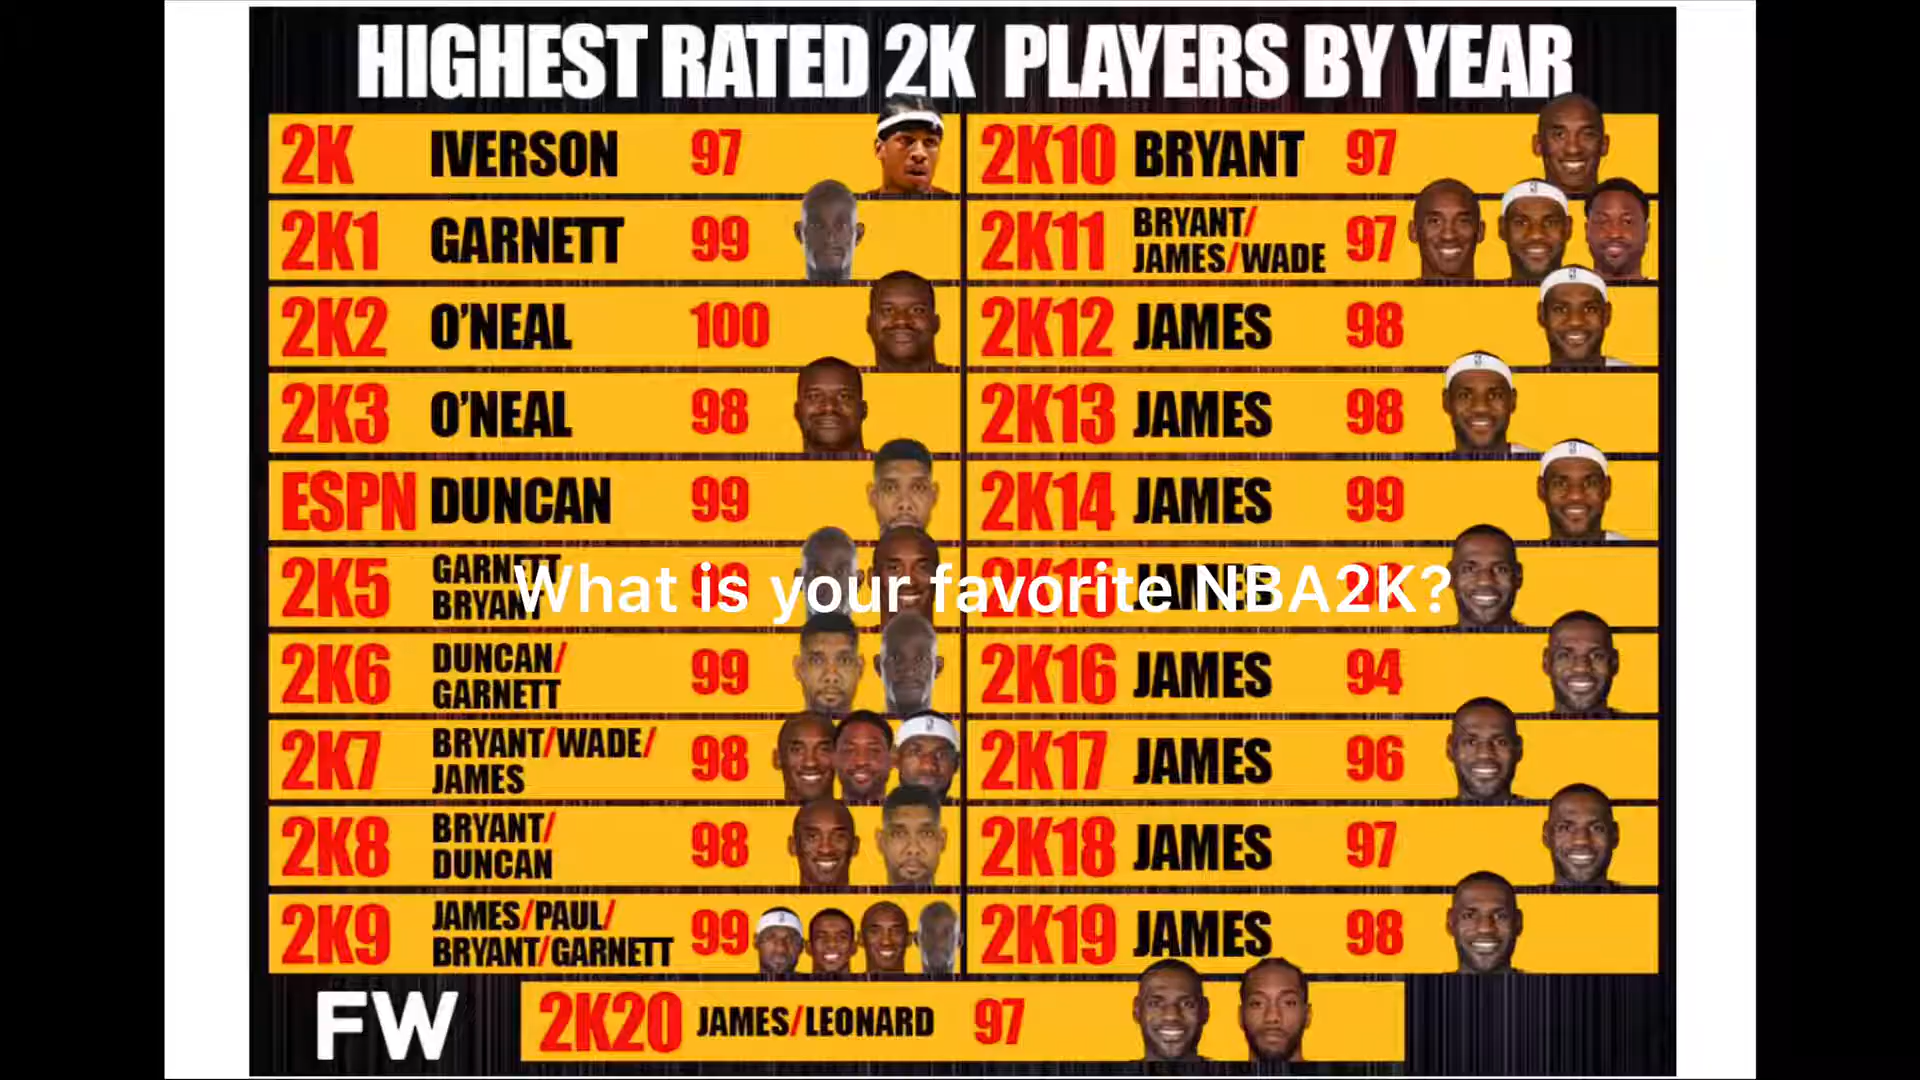 HIGHEST RATED 2K PLAYERS BY YEAR
2K IVERSON 97
2K1 GARNETT 99
2K2 O'NEAL 100
2K3 O'NEAL 98
ESPN DUNCAN 99
2K5 GARNETT
BRYANT
2K6 DUNCAN/
GARNETT 99
2K7 BRYANT/WADE/
JAMES 98
2K8 BRYANT/
DUNCAN 98
2K9 JAMES/PAUL/
BRYANT/GARNETT 99
2K10 BRYANT 97
2K11 BRYANT/
JAMES/WADE 97
2K12 JAMES 98
2K13 JAMES 98
2K14 JAMES 99
2K15 JAMES
2K16 JAMES 94
2K17 JAMES 96
2K18 JAMES 97
2K19 JAMES 98
What is your favorite NBA2K?
FW
2K20 JAMES/LEONARD 97